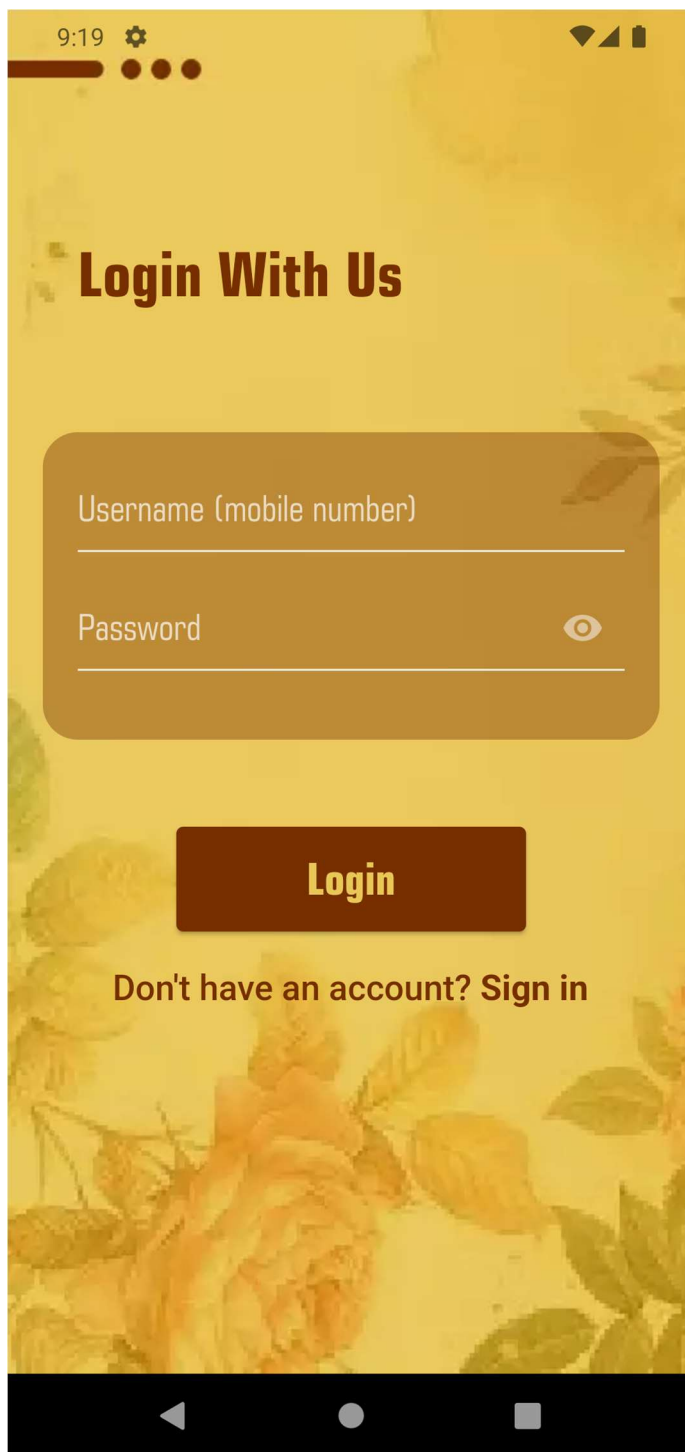 9:19
Login With Us
Username (mobile number)
Password
Login
Don't have an account? Sign in